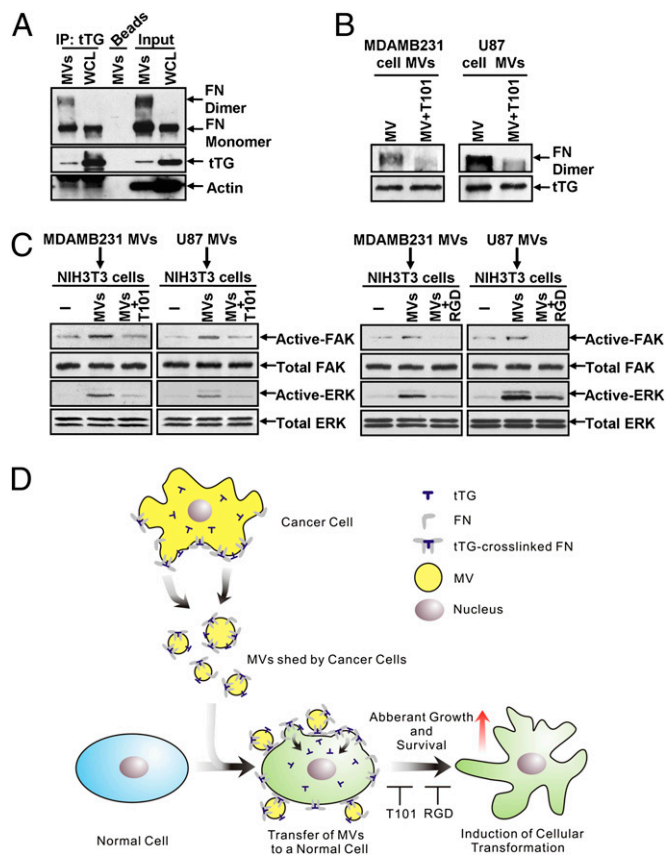 A
IP: tTG
Beads
Input
MVs
WCL
MVs
MVs
WCL
FN
Dimer
FN
Monomer
tTG
Actin
B
MDAMB231
cell MVs
U87
cell MVs
MV
MV+T101
MV
MV+T101
FN
Dimer
tTG
C
MDAMB231 MVs
U87 MVs
NIH3T3 cells
NIH3T3 cells
–
MVs
MVs
+
T101
–
MVs
MVs
+
T101
Active-FAK
Total FAK
Active-ERK
Total ERK
MDAMB231 MVs
U87 MVs
NIH3T3 cells
NIH3T3 cells
–
MVs
MVs
+
RGD
–
MVs
MVs
+
RGD
Active-FAK
Total FAK
Active-ERK
Total ERK
D
Cancer Cell
tTG
FN
tTG-crosslinked FN
MV
Nucleus
MVs shed by Cancer Cells
Aberrant Growth
and
Survival
T101
RGD
Normal Cell
Transfer of MVs
to a Normal Cell
Induction of Cellular
Transformation